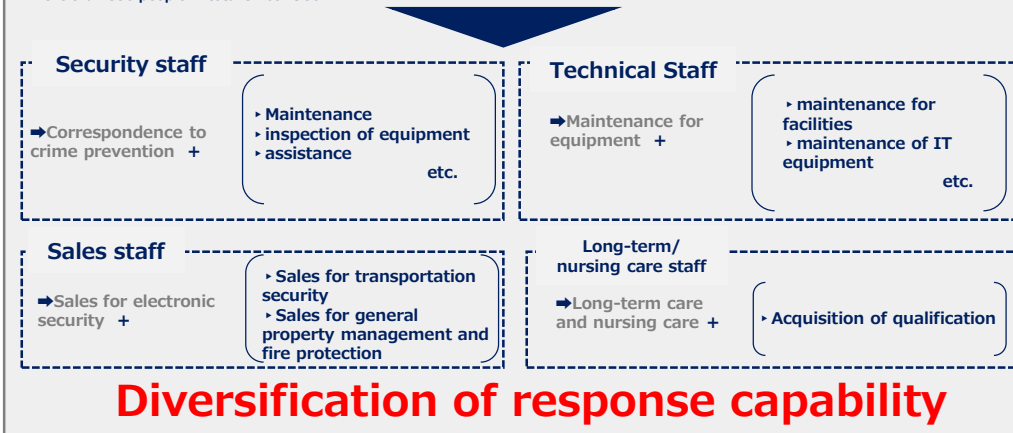 Security staff
➡Correspondence to
crime prevention +
‣Maintenance
‣inspection of equipment
‣assistance
etc.
Technical Staff
➡Maintenance for
equipment +
‣maintenance for
facilities
‣maintenance of IT
equipment
etc.
Sales staff
➡Sales for electronic
security +
‣Sales for transportation
security
‣Sales for general
property management and
fire protection
Long-term/
nursing care staff
➡Long-term care
and nursing care +
‣Acquisition of qualification
Diversification of response capability